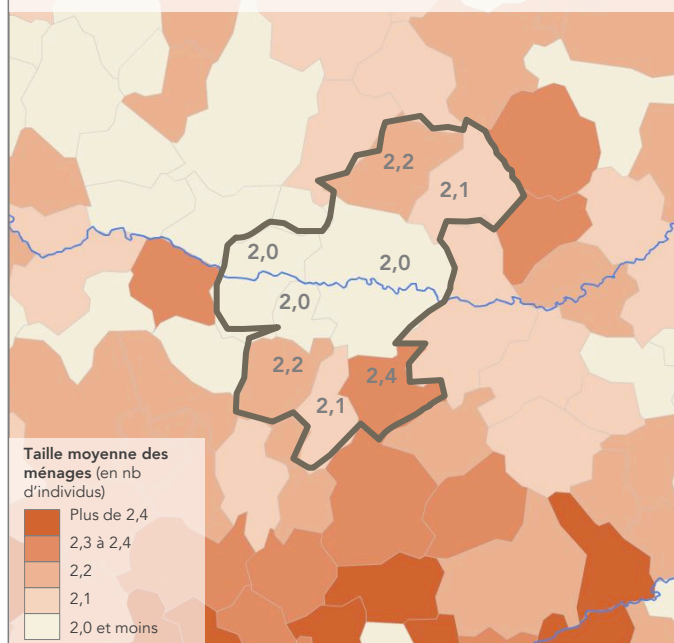 2,2
2,1
2,0
2,0
2,0
2,2
2,4
2,1
Taille moyenne des
ménages (en nb
d'individus)
Plus de 2,4
2,3 à 2,4
2,2
2,1
2,0 et moins